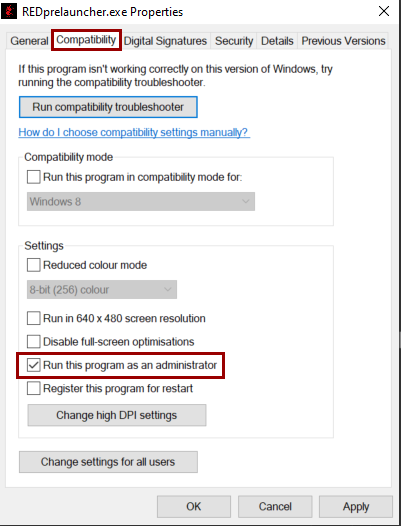 REDprelauncher.exe Properties
General Compatibility Digital Signatures Security Details Previous Versions
If this program isn't working correctly on this version of Windows, try
running the compatibility troubleshooter.
Run compatibility troubleshooter
How do I choose compatibility settings manually?
Compatibility mode
Run this program in compatibility mode for:
Windows 8
Settings
Reduced colour mode
8-bit (256) colour
Run in 640 x 480 screen resolution
Disable full-screen optimisations
Run this program as an administrator
Register this program for restart
Change high DPI settings
Change settings for all users
OK Cancel Apply